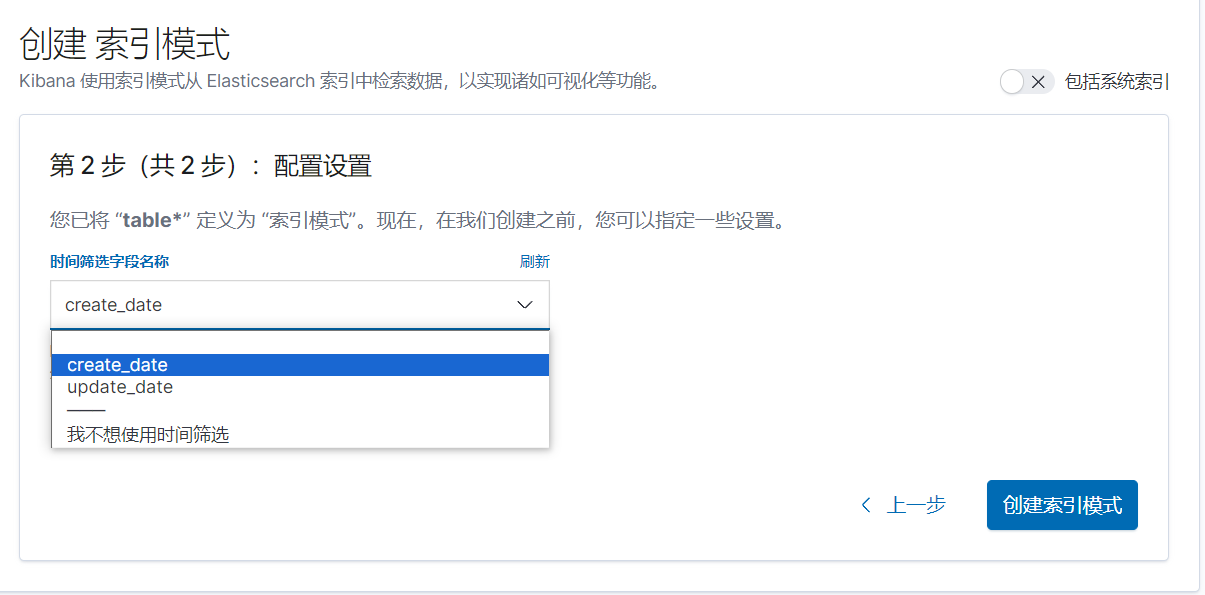 创建 索引模式
Kibana 使用索引模式从 Elasticsearch 索引中检索数据，以实现诸如可视化等功能。
包括系统索引
第 2 步（共 2 步）：配置设置
您已将 “table*” 定义为 “索引模式”。现在，在我们创建之前，您可以指定一些设置。
时间筛选字段名称
刷新
create_date
create_date
update_date
———
我不想使用时间筛选
上一步
创建索引模式